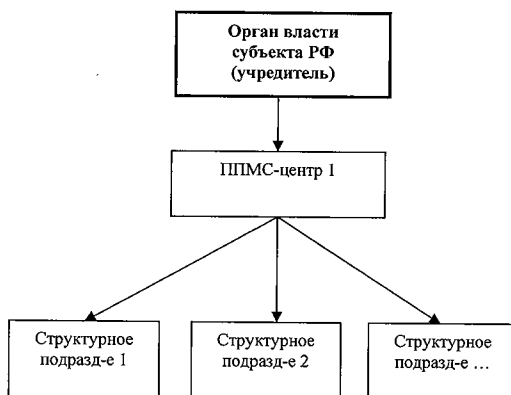 Орган власти
субъекта РФ
(учредитель)
ППМС-центр 1
Структурное
подразд-е 1
Структурное
подразд-е 2
Структурное
подразд-е ...